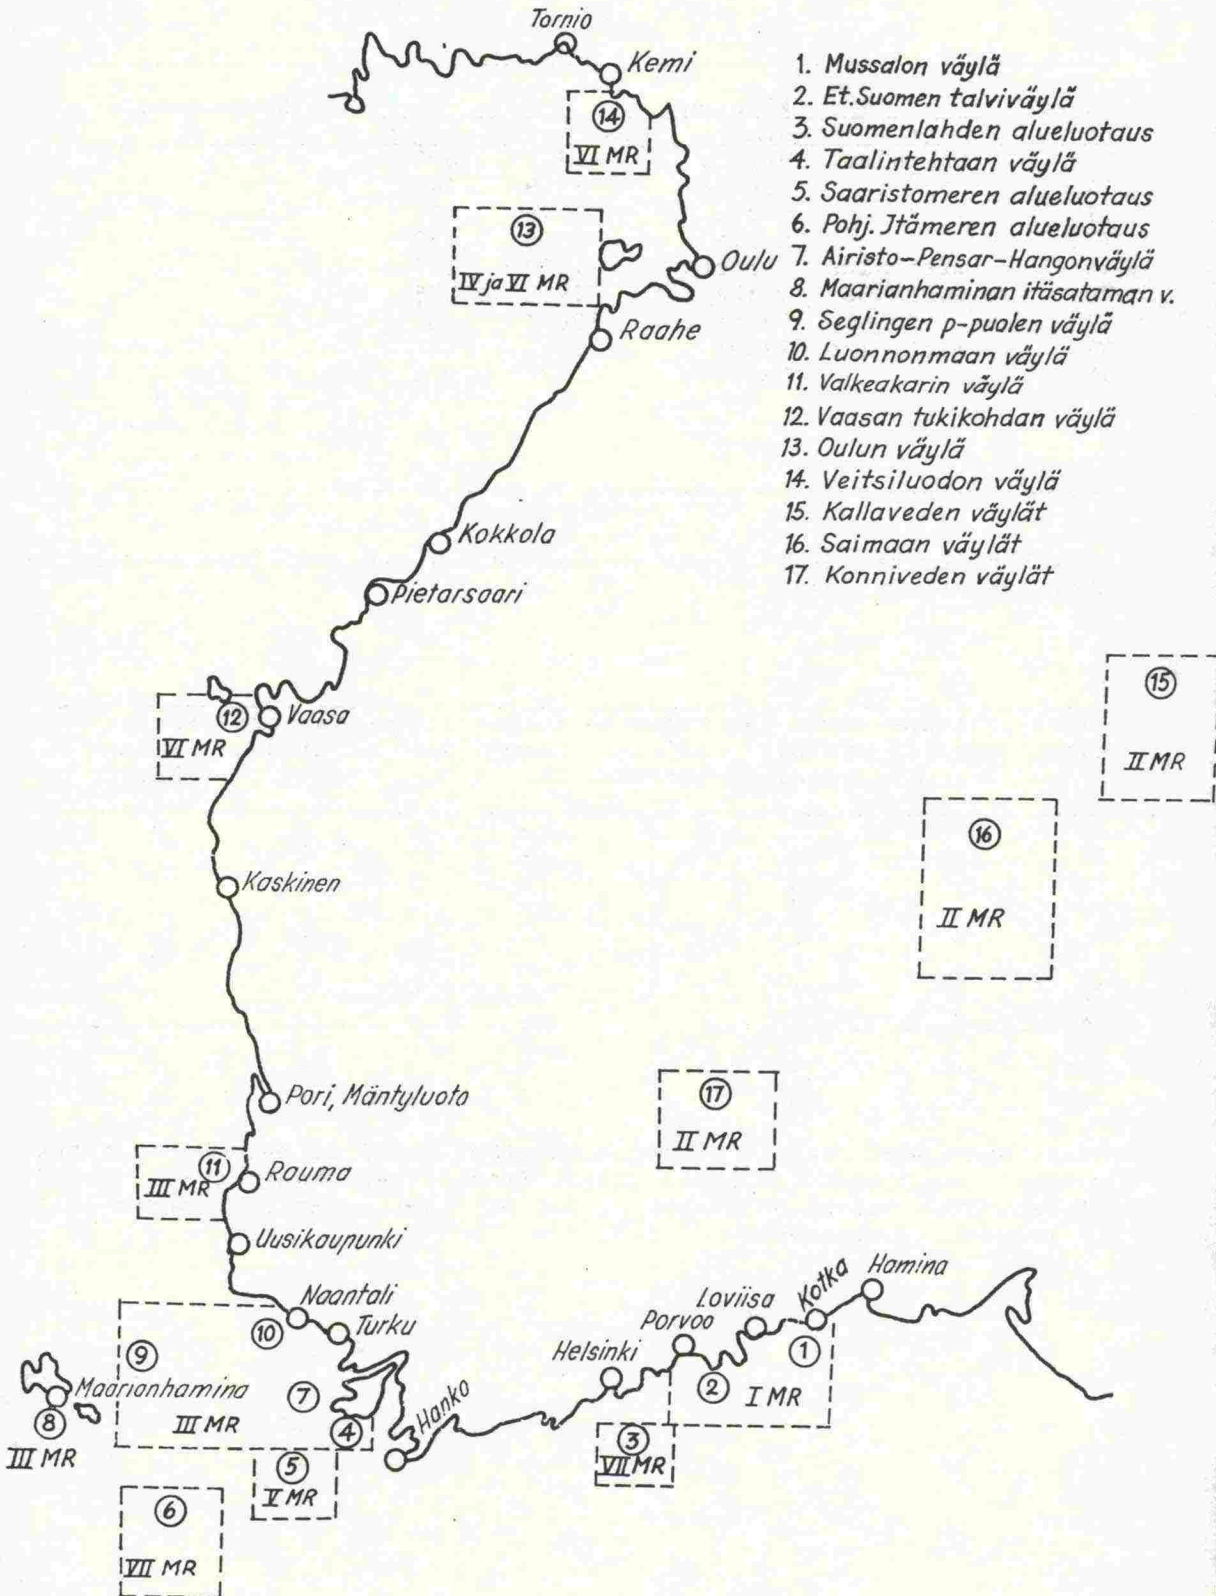 Tornio
Kemi
14
VI MR
13
IV ja VI MR
Oulu
Raahe
1. Mussalon väylä
2. Et. Suomen talviväylä
3. Suomenlahden alueluotaus
4. Taalintehtaan väylä
5. Saaristomeren alueluotaus
6. Pohj. Jtämeren alueluotaus
7. Airisto-Pensar-Hangonväylä
8. Maarianhaminan itäsataman v.
9. Seglingen p-puolen väylä
10. Luonnonmaan väylä
11. Valkeakarin väylä
12. Vaasan tukikohdan väylä
13. Oulun väylä
14. Veitsiluodon väylä
15. Kallaveden väylät
16. Saimaan väylät
17. Konniveden väylät
Kokkola
Pietarsaari
12
Vaasa
VI MR
15
II MR
16
II MR
Kaskinen
Pori, Mäntyluoto
17
II MR
11
III MR
Rauma
Uusikaupunki
Naantali
10
Turku
9
Maarianhamina
8
III MR
III MR
7
4
Hanko
5
V MR
6
VII MR
Helsinki
Porvoo
Loviisa
Kotka
Hamina
1
2
I MR
3
VII MR